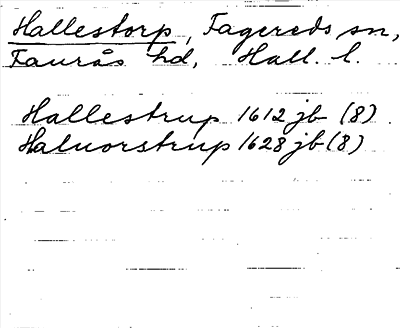 Hallestorp, Fagereds sn,
Faurås hd, Hall. l.
Hallestrup 1612 jb (8)
Haluorstrup 1628 jb (8)